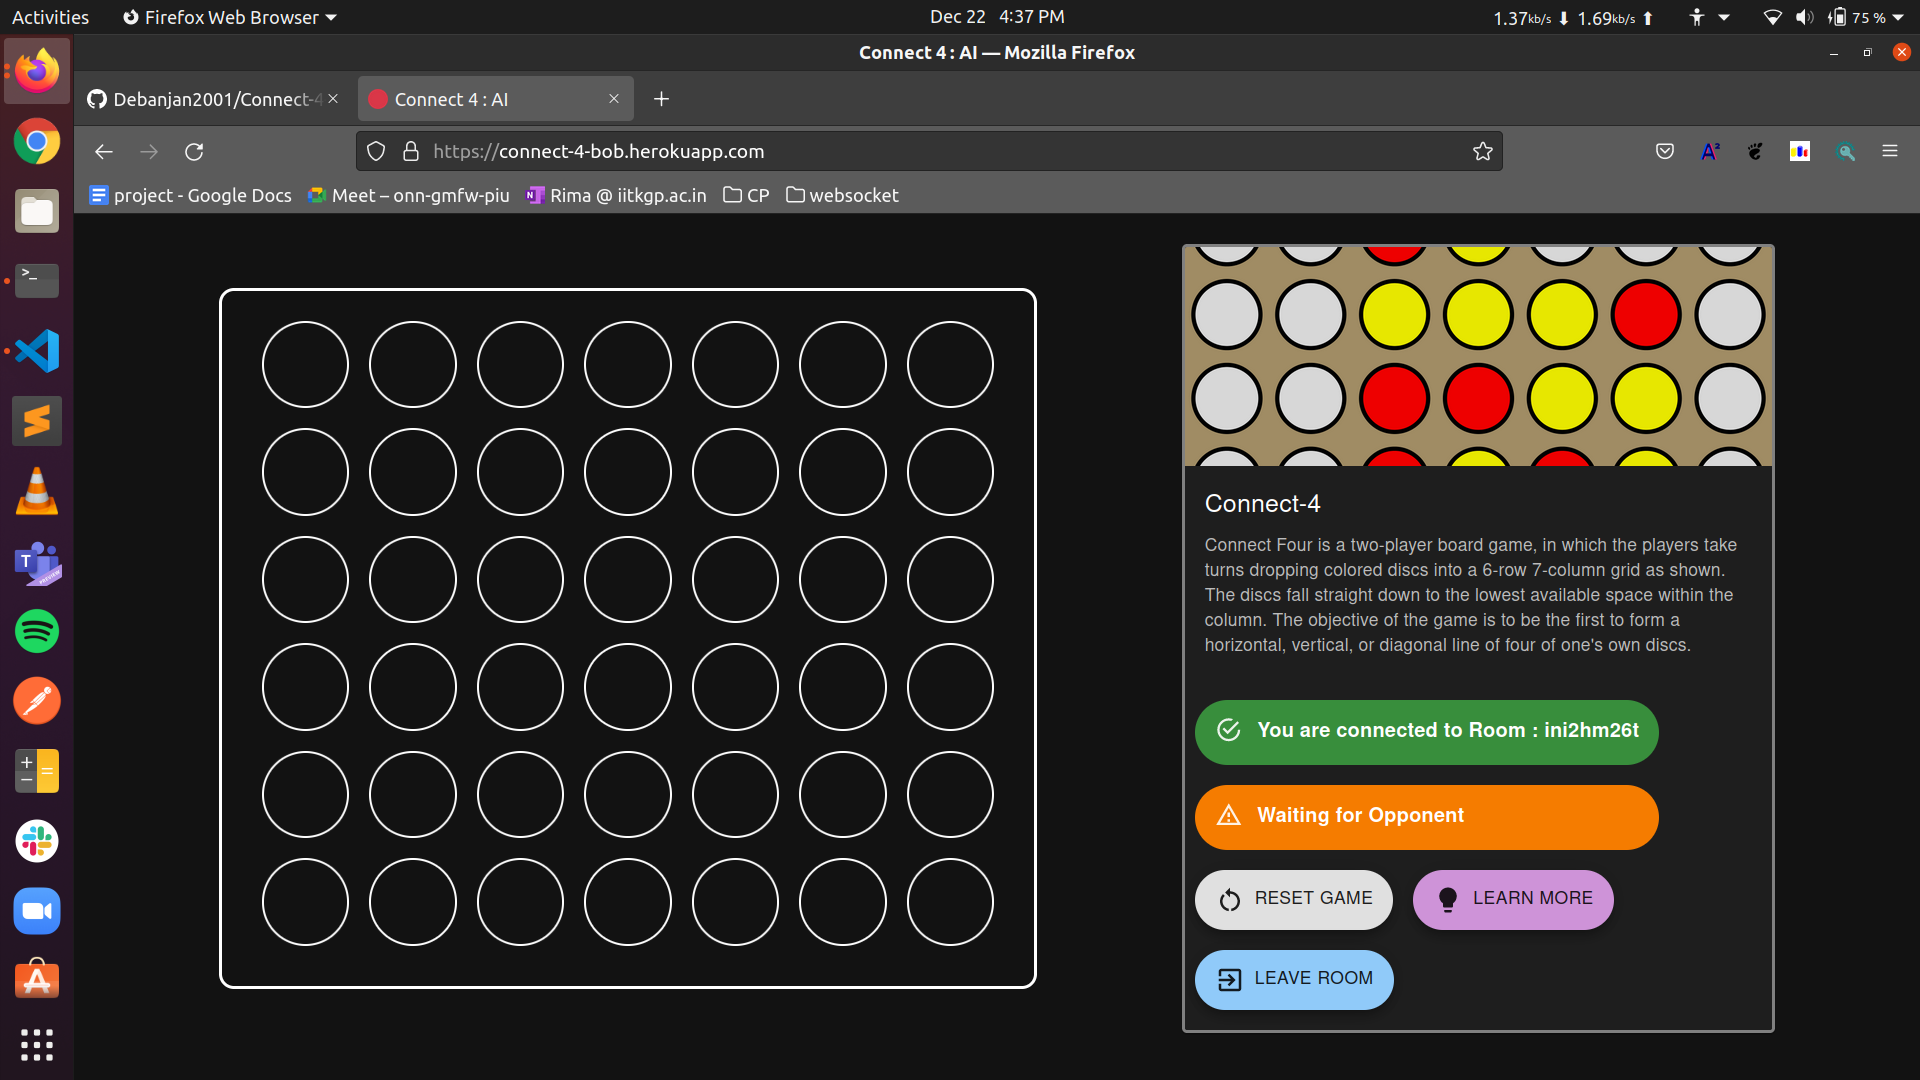 Activities
Firefox Web Browser
Dec 22 4:37 PM
1.37kb/s 1.69kb/s
75 %
Connect 4 : AI — Mozilla Firefox
Debanjan2001/Connect-4
Connect 4 : AI
https://connect-4-bob.herokuapp.com
project - Google Docs
Meet – onn-gmfw-piu
Rima @ iitkgp.ac.in
CP
websocket
Connect-4
Connect Four is a two-player board game, in which the players take
turns dropping colored discs into a 6-row 7-column grid as shown.
The discs fall straight down to the lowest available space within the
column. The objective of the game is to be the first to form a
horizontal, vertical, or diagonal line of four of one's own discs.
You are connected to Room : ini2hm26t
Waiting for Opponent
RESET GAME
LEARN MORE
LEAVE ROOM